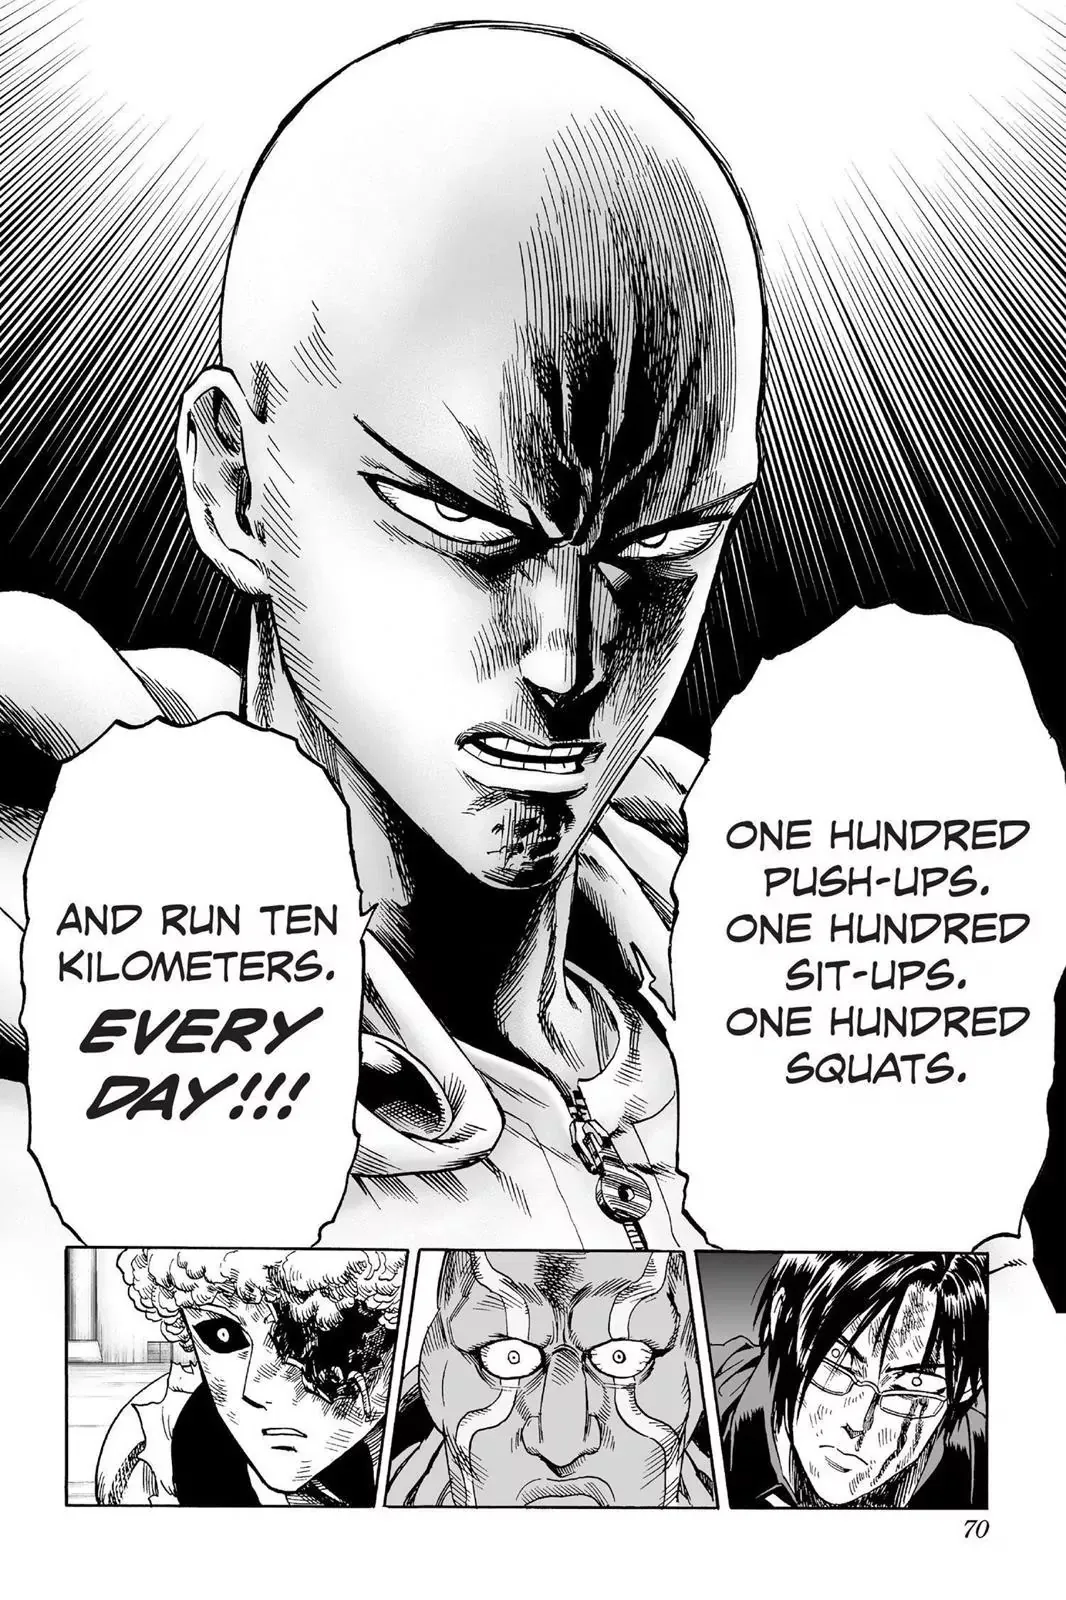 ONE HUNDRED
PUSH-UPS.
ONE HUNDRED
SIT-UPS.
ONE HUNDRED
SQUATS.
AND RUN TEN
KILOMETERS.
EVERY
DAY!!!
70